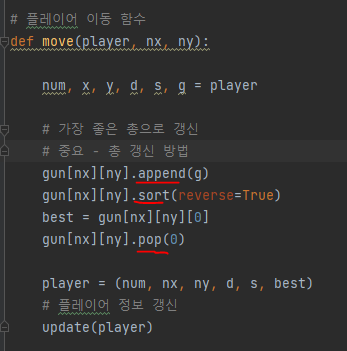 # 플레이어 이동 함수
def move(player, nx, ny):
num, x, y, d, s, g = player
# 가장 좋은 총으로 갱신
# 중요 - 총 갱신 방법
gun[nx][ny].append(g)
gun[nx][ny].sort(reverse=True)
best = gun[nx][ny][0]
gun[nx][ny].pop(0)
player = (num, nx, ny, d, s, best)
# 플레이어 정보 갱신
update(player)